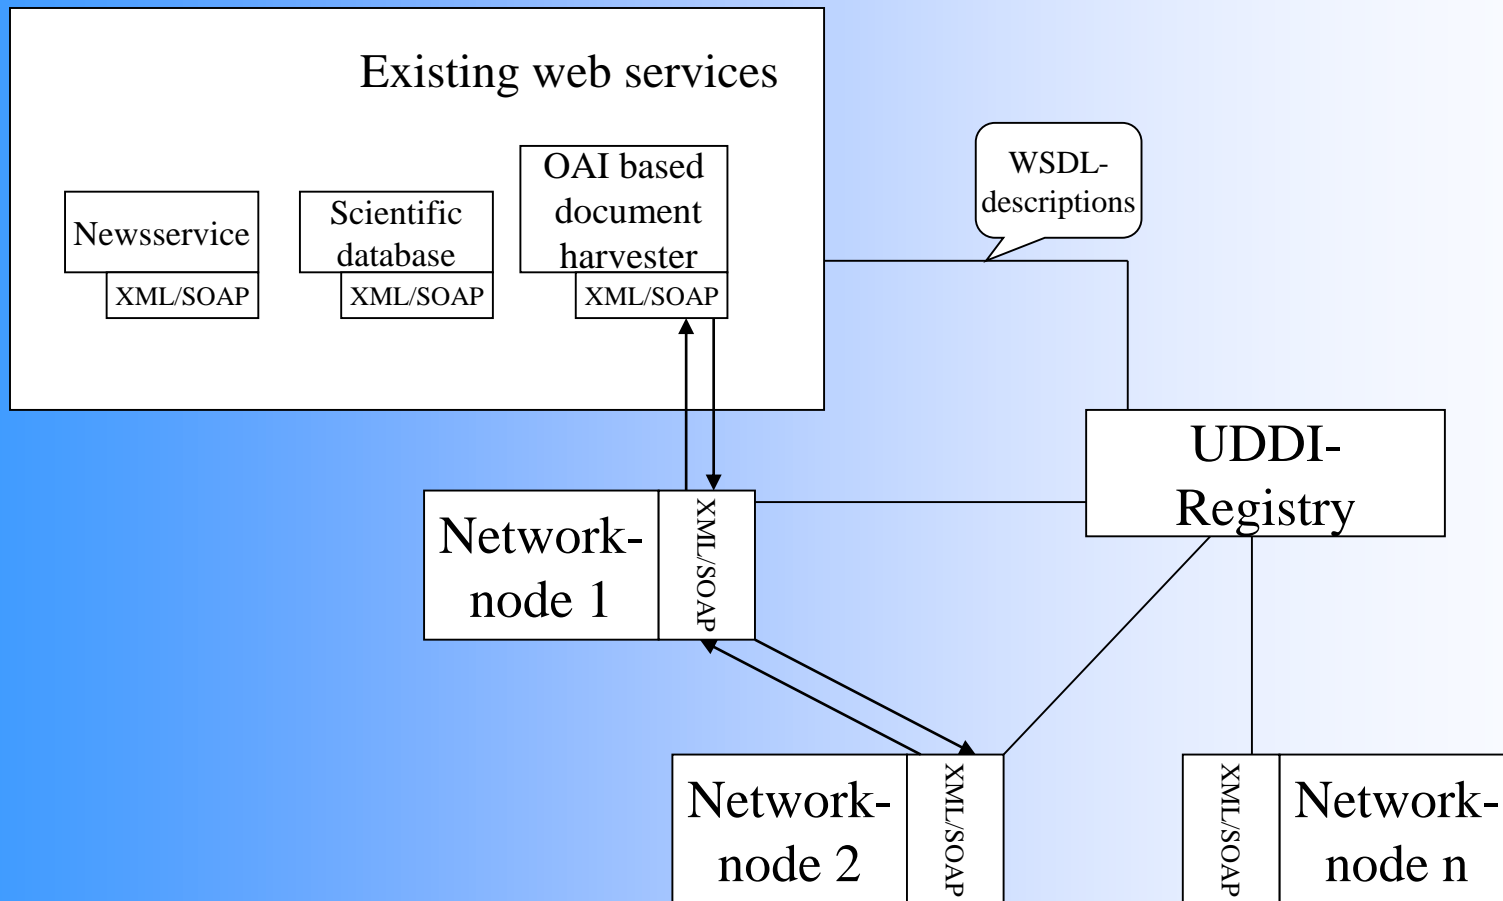 Existing web services
Newsservice
XML/SOAP
Scientific
database
XML/SOAP
OAI based
document
harvester
XML/SOAP
WSDL-
descriptions
UDDI-
Registry
Network-
node 1
XML/SOAP
Network-
node 2
XML/SOAP
XML/SOAP
Network-
node n